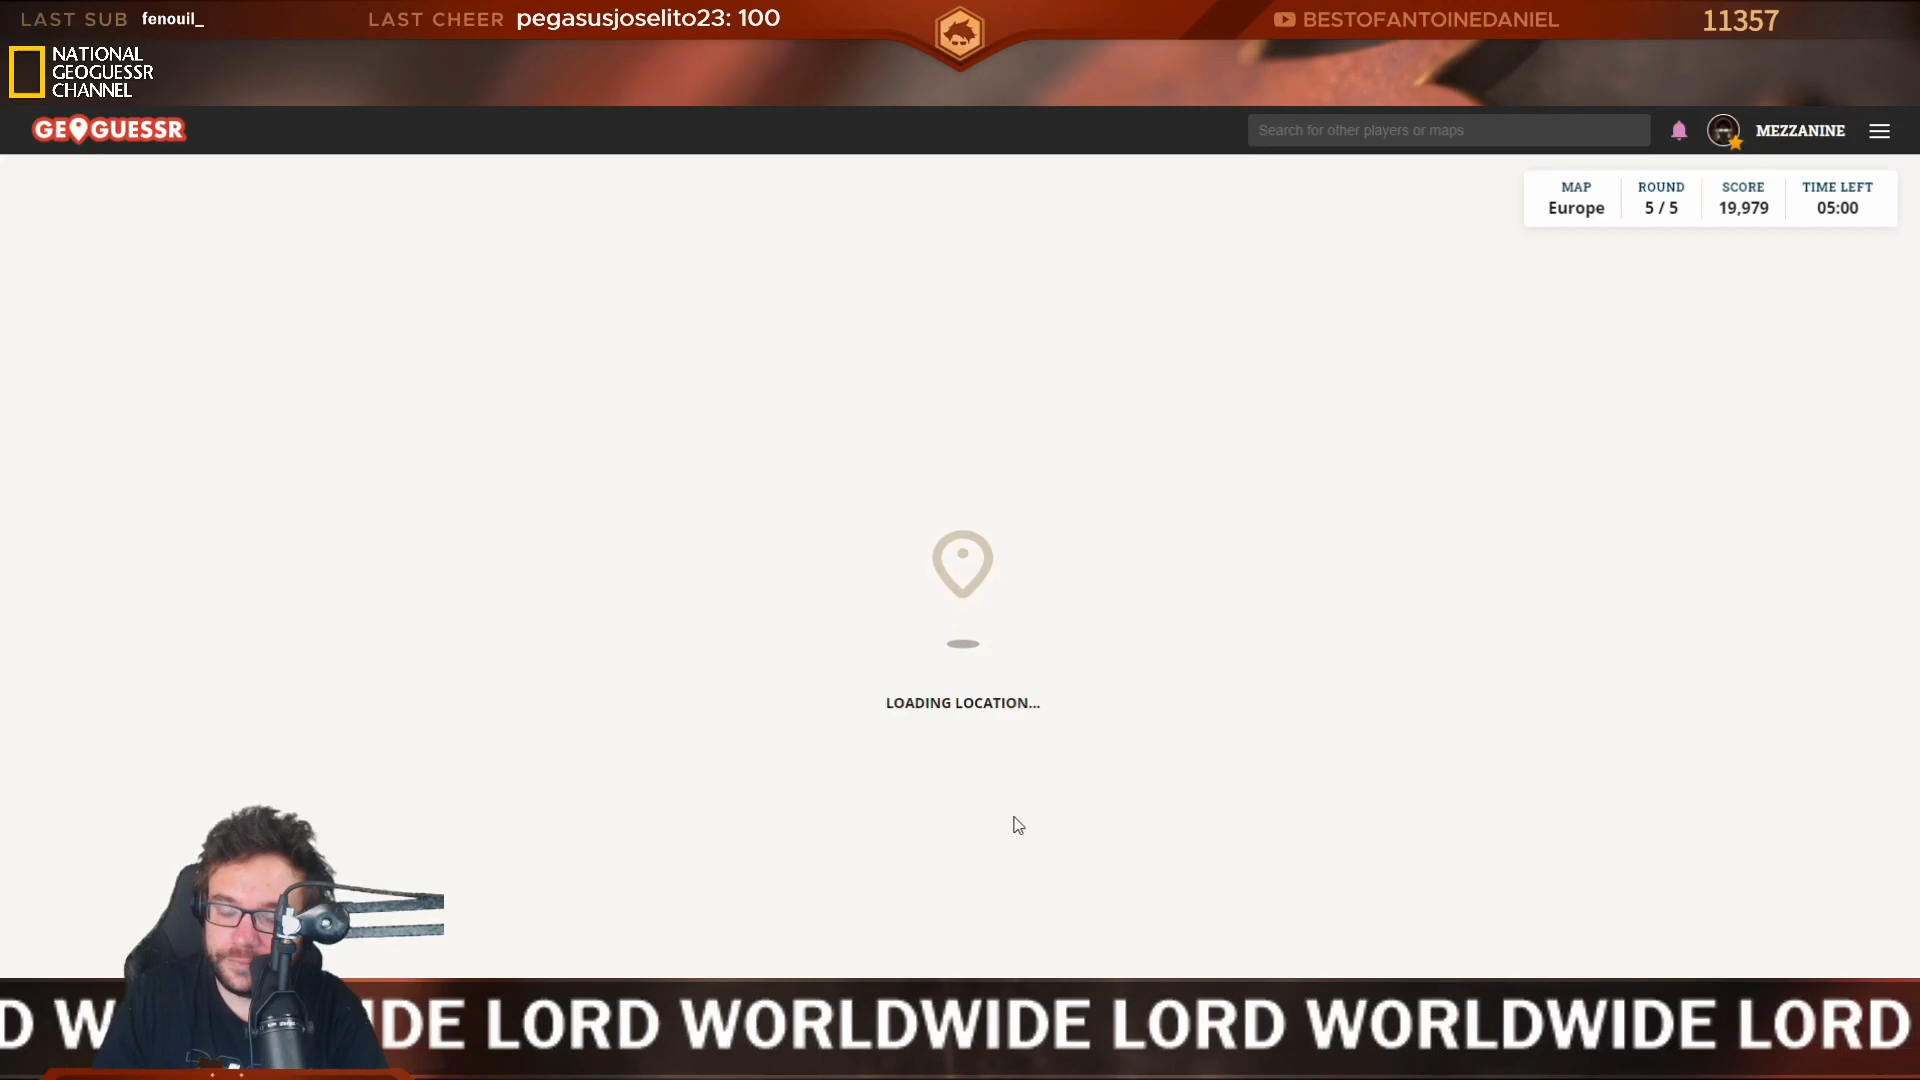 LAST SUB fenouil_ LAST CHEER pegasusjoselito23: 100 BESTOFANTOINEDANIEL 11357
NATIONAL
GEOGUESSR
CHANNEL
GEOGUESSR Search for other players or maps MEZZANINE
MAP ROUND SCORE TIME LEFT
Europe 5 / 5 19,979 05:00
LOADING LOCATION...
D W IDE LORD WORLDWIDE LORD WORLDWIDE LORD